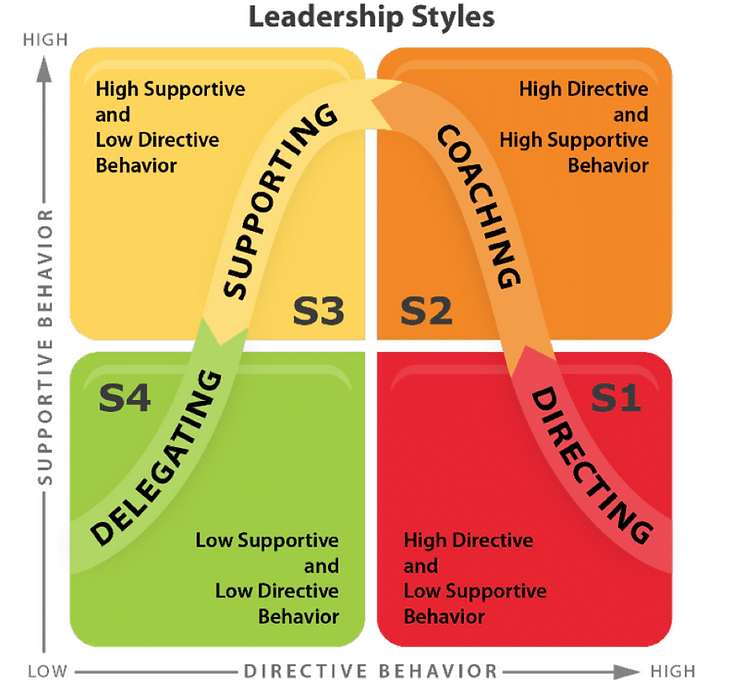 Leadership Styles
HIGH
High Supportive
and
Low Directive
Behavior
High Directive
and
High Supportive
Behavior
SUPPORTING
COACHING
S3
S2
SUPPORTIVE BEHAVIOR
S4
S1
DELEGATING
DIRECTING
Low Supportive
and
Low Directive
Behavior
High Directive
and
Low Supportive
Behavior
LOW
DIRECTIVE BEHAVIOR
HIGH